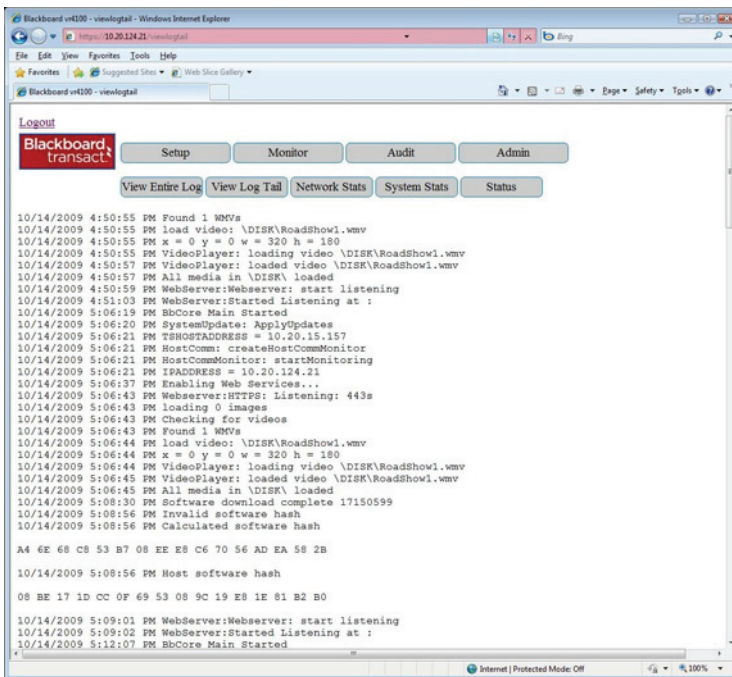 Blackboard vr4100 - viewlogtail - Windows Internet Explorer
https://10.20.124.21/viewlogtail
Bing
File Edit View Favorites Tools Help
Favorites Suggested Sites Web Slice Gallery
Blackboard vr4100 - viewlogtail
Page Safety Tools
Logout
Blackboard transact
Setup Monitor Audit Admin
View Entire Log View Log Tail Network Stats System Stats Status
10/14/2009 4:50:55 PM Found 1 WMVs
10/14/2009 4:50:55 PM load video: \DISK\RoadShow1.wmv
10/14/2009 4:50:55 PM x = 0 y = 0 w = 320 h = 180
10/14/2009 4:50:55 PM VideoPlayer: loading video \DISK\RoadShow1.wmv
10/14/2009 4:50:57 PM VideoPlayer: loaded video \DISK\RoadShow1.wmv
10/14/2009 4:50:57 PM All media in \DISK\ loaded
10/14/2009 4:50:59 PM WebServer:Webserver: start listening
10/14/2009 4:51:03 PM WebServer:Started Listening at :
10/14/2009 5:06:19 PM BbCore Main Started
10/14/2009 5:06:20 PM SystemUpdate: ApplyUpdates
10/14/2009 5:06:21 PM TSHOSTADDRESS = 10.20.15.157
10/14/2009 5:06:21 PM HostComm: createHostCommMonitor
10/14/2009 5:06:21 PM HostCommMonitor: startMonitoring
10/14/2009 5:06:21 PM IPADDRESS = 10.20.124.21
10/14/2009 5:06:37 PM Enabling Web Services...
10/14/2009 5:06:43 PM Webserver:HTTPS: Listening: 443s
10/14/2009 5:06:43 PM loading 0 images
10/14/2009 5:06:43 PM Checking for videos
10/14/2009 5:06:43 PM Found 1 WMVs
10/14/2009 5:06:44 PM load video: \DISK\RoadShow1.wmv
10/14/2009 5:06:44 PM x = 0 y = 0 w = 320 h = 180
10/14/2009 5:06:44 PM VideoPlayer: loading video \DISK\RoadShow1.wmv
10/14/2009 5:06:45 PM VideoPlayer: loaded video \DISK\RoadShow1.wmv
10/14/2009 5:06:45 PM All media in \DISK\ loaded
10/14/2009 5:08:30 PM Software download complete 17150599
10/14/2009 5:08:56 PM Invalid software hash
10/14/2009 5:08:56 PM Calculated software hash
A4 6E 68 C8 53 B7 08 EE E8 C6 70 56 AD EA 58 2B
10/14/2009 5:08:56 PM Host software hash
08 BE 17 1D CC 0F 69 53 08 9C 19 E8 1E 81 B2 B0
10/14/2009 5:09:01 PM WebServer:Webserver: start listening
10/14/2009 5:09:02 PM WebServer:Started Listening at :
10/14/2009 5:12:07 PM BbCore Main Started
Internet | Protected Mode: Off 100%